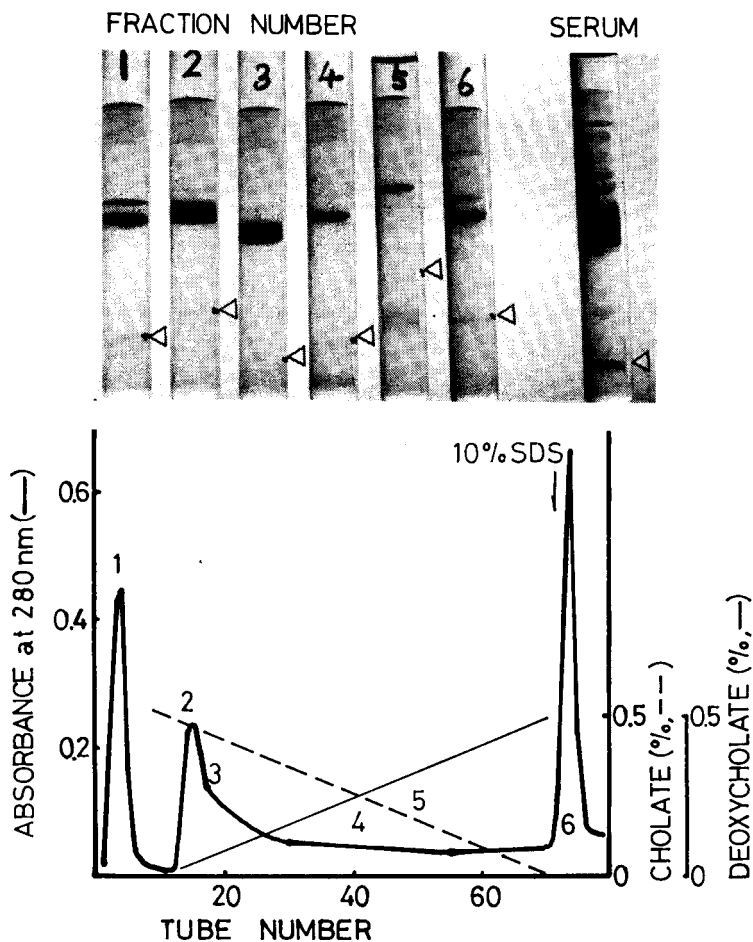 FRACTION NUMBER SERUM
1 2 3 4 5 6
10% SDS
0.6
0.4
0.2
1
2
3
4
5
6
0.5
0
0.5
0
20 40 60
TUBE NUMBER
ABSORBANCE at 280nm (—)
CHOLATE (%, – –)
DEOXYCHOLATE (%, —)